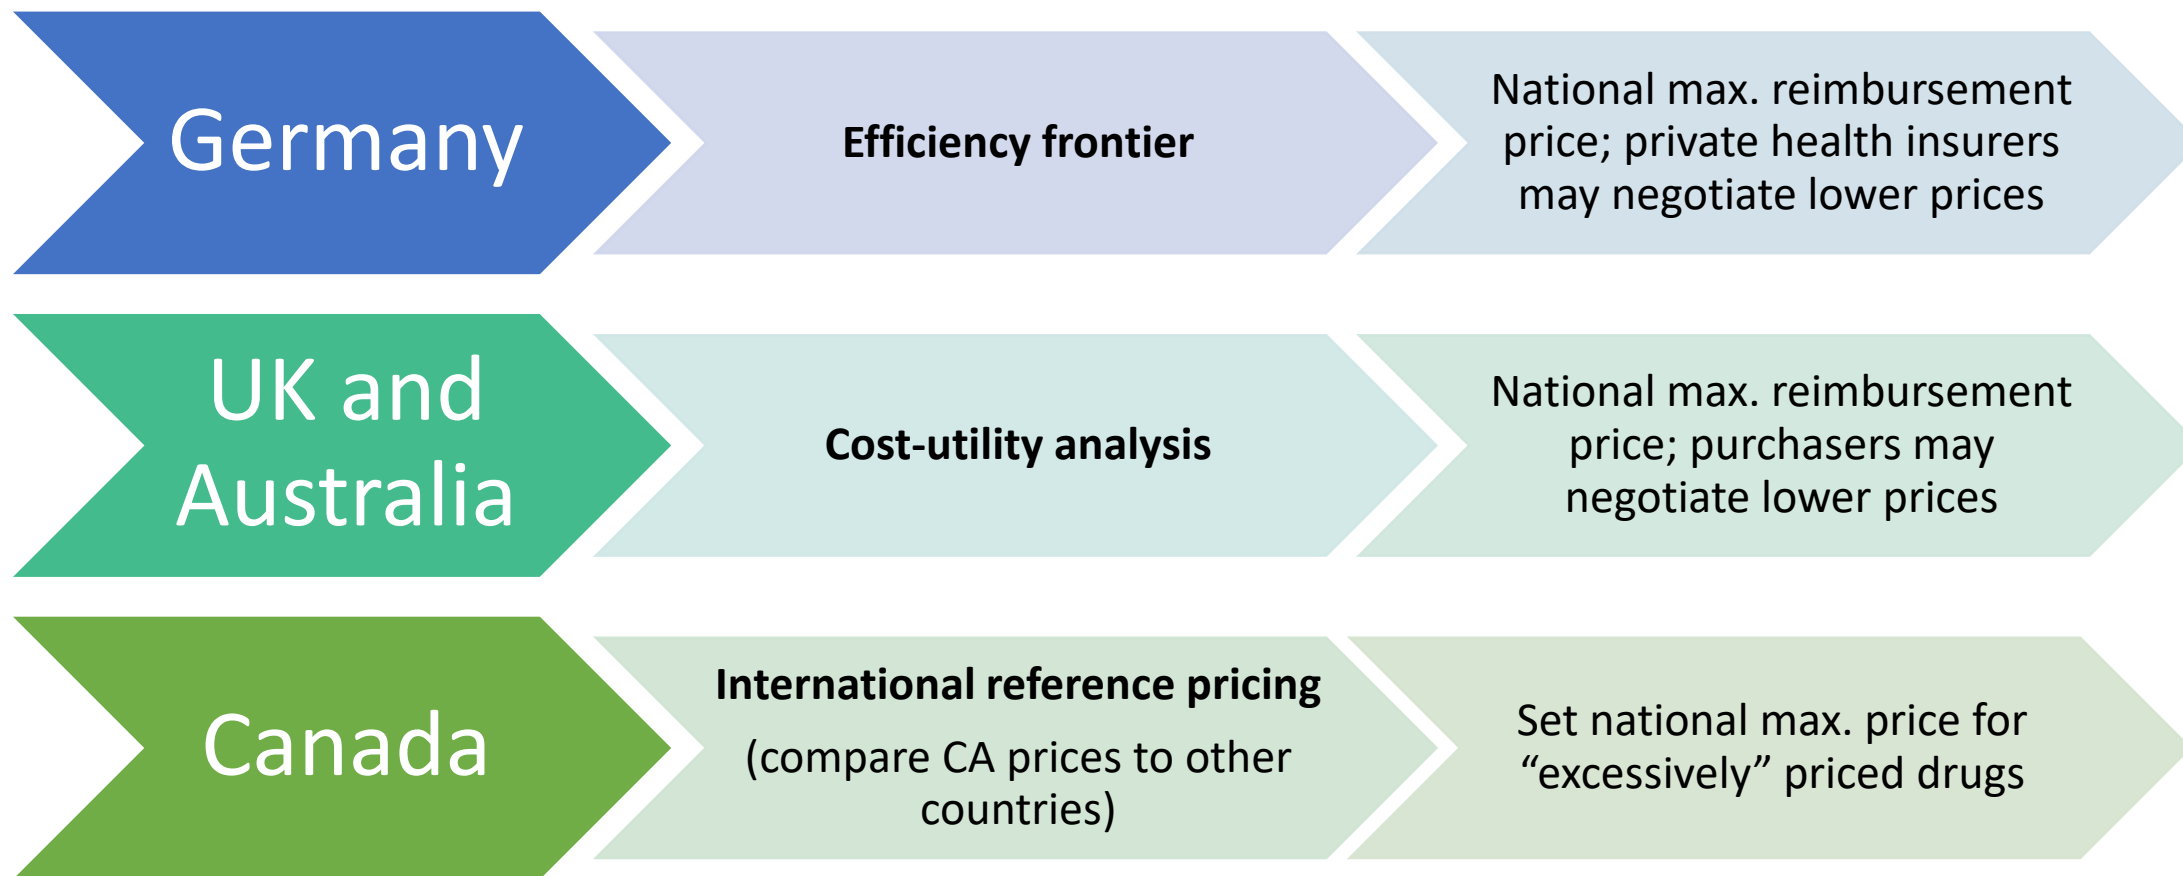 Germany
Efficiency frontier
National max. reimbursement
price; private health insurers
may negotiate lower prices
UK and
Australia
Cost-utility analysis
National max. reimbursement
price; purchasers may
negotiate lower prices
Canada
International reference pricing
(compare CA prices to other
countries)
Set national max. price for
“excessively” priced drugs